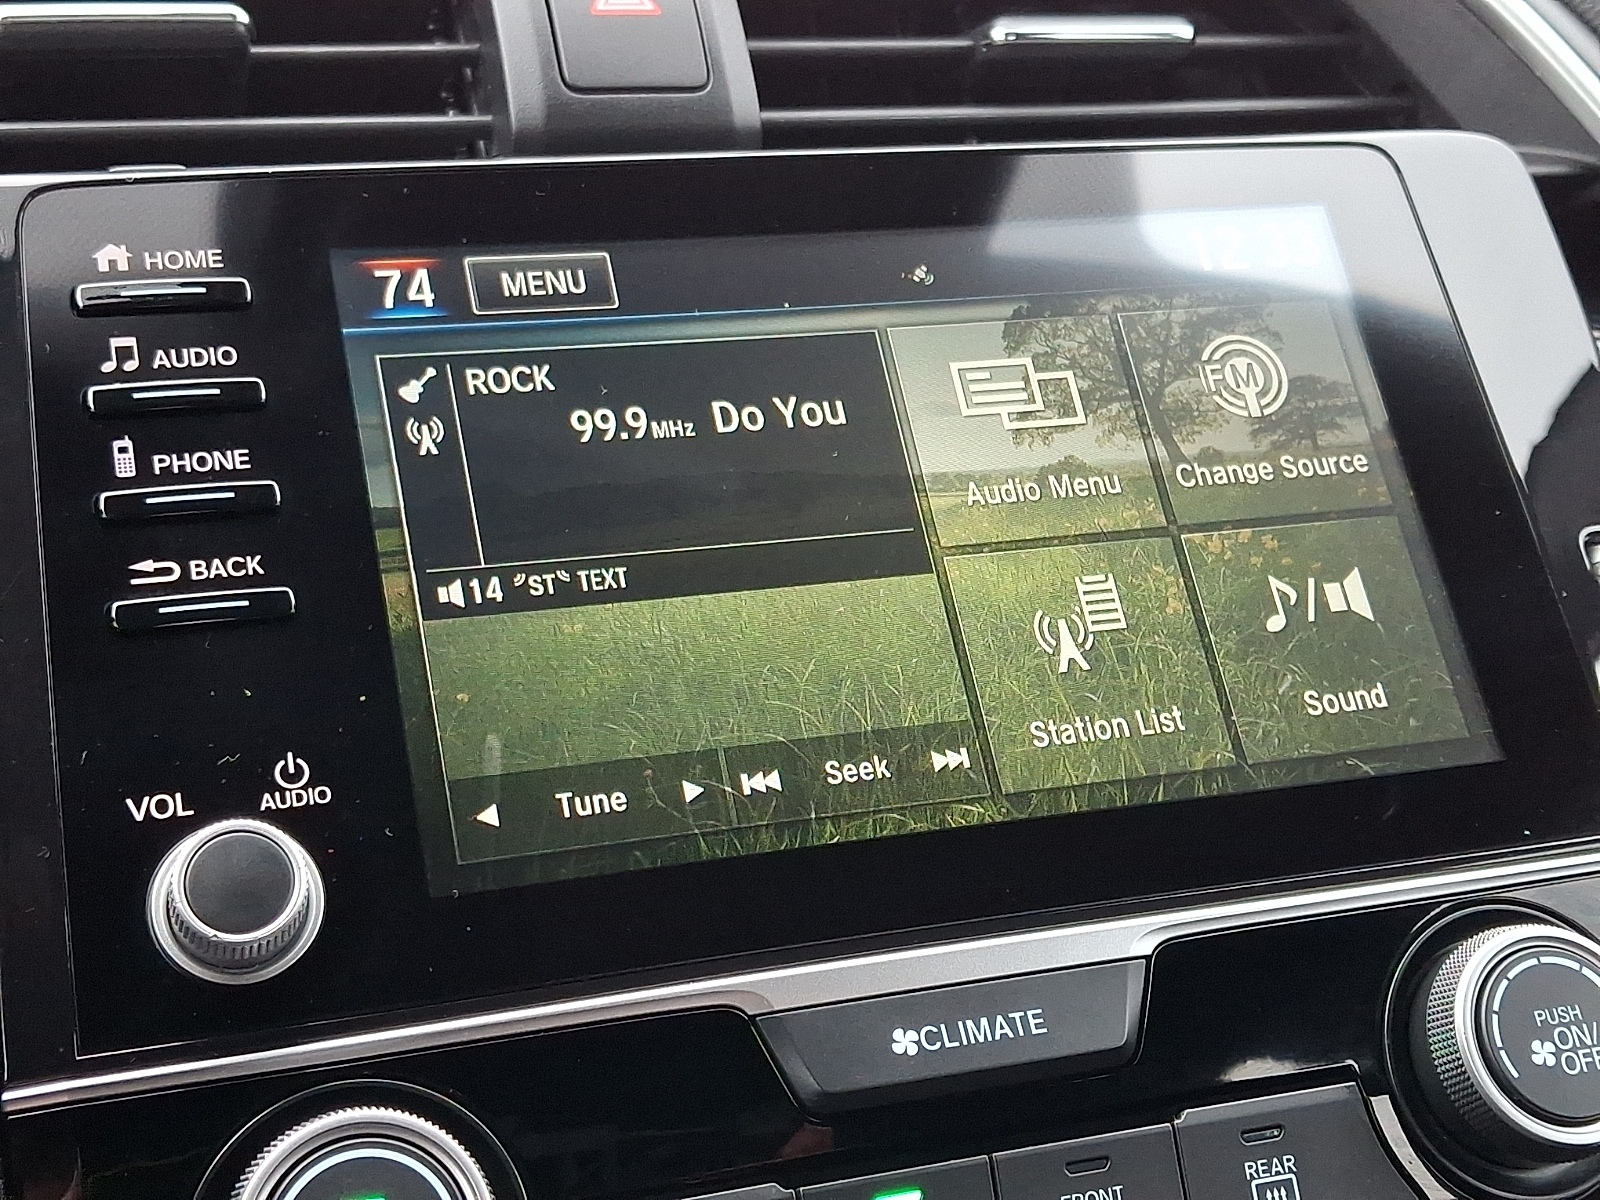 HOME
74 MENU
AUDIO
ROCK
99.9MHz Do You
FM
PHONE
Audio Menu
Change Source
BACK
14 "ST" TEXT
Station List
Sound
VOL
AUDIO
Tune
Seek
CLIMATE
PUSH
ON/
OFF
REAR
FRONT